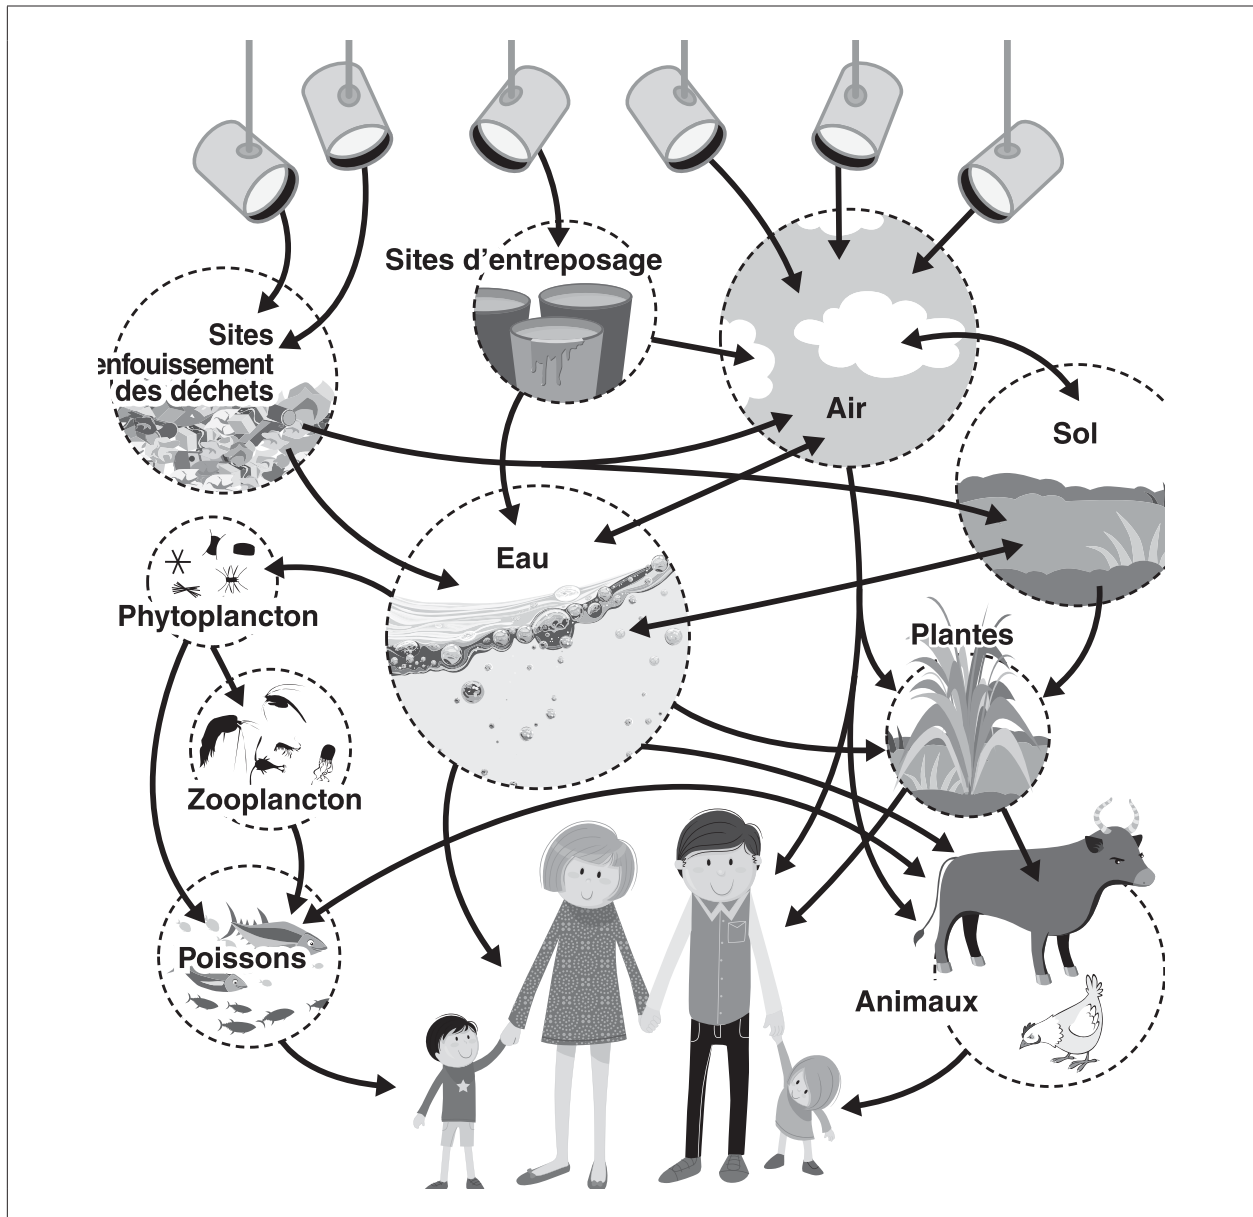 Sites d’entreposage
Sites
enfouissement
des déchets
Air
Sol
Eau
Phytoplancton
Plantes
Zooplancton
Poissons
Animaux